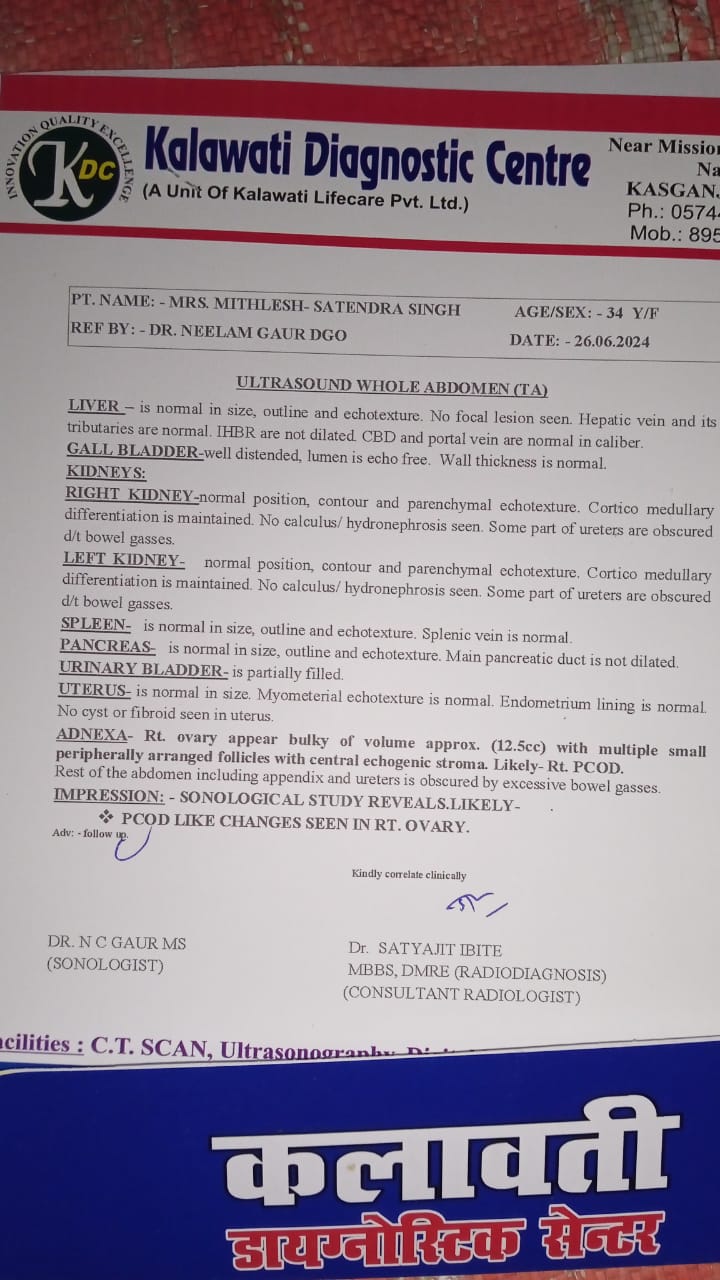 INNOVATION QUALITY EXCELLENCE
KDC
Kalawati Diagnostic Centre
(A Unit Of Kalawati Lifecare Pvt. Ltd.)
Near Mission
Na
KASGANJ
Ph.: 05744
Mob.: 895
PT. NAME: - MRS. MITHLESH- SATENDRA SINGH AGE/SEX: - 34 Y/F
REF BY: - DR. NEELAM GAUR DGO DATE: - 26.06.2024
ULTRASOUND WHOLE ABDOMEN (TA)
LIVER – is normal in size, outline and echotexture. No focal lesion seen. Hepatic vein and its
tributaries are normal. IHBR are not dilated. CBD and portal vein are normal in caliber.
GALL BLADDER-well distended, lumen is echo free. Wall thickness is normal.
KIDNEYS:
RIGHT KIDNEY-normal position, contour and parenchymal echotexture. Cortico medullary
differentiation is maintained. No calculus/ hydronephrosis seen. Some part of ureters are obscured
d/t bowel gasses.
LEFT KIDNEY- normal position, contour and parenchymal echotexture. Cortico medullary
differentiation is maintained. No calculus/ hydronephrosis seen. Some part of ureters are obscured
d/t bowel gasses.
SPLEEN- is normal in size, outline and echotexture. Splenic vein is normal.
PANCREAS- is normal in size, outline and echotexture. Main pancreatic duct is not dilated.
URINARY BLADDER- is partially filled.
UTERUS- is normal in size. Myometerial echotexture is normal. Endometrium lining is normal.
No cyst or fibroid seen in uterus.
ADNEXA- Rt. ovary appear bulky of volume approx. (12.5cc) with multiple small
peripherally arranged follicles with central echogenic stroma. Likely- Rt. PCOD.
Rest of the abdomen including appendix and ureters is obscured by excessive bowel gasses.
IMPRESSION: - SONOLOGICAL STUDY REVEALS.LIKELY-
❖ PCOD LIKE CHANGES SEEN IN RT. OVARY.
Adv: - follow up.
Kindly correlate clinically
DR. N C GAUR MS
(SONOLOGIST)
Dr. SATYAJIT IBITE
MBBS, DMRE (RADIODIAGNOSIS)
(CONSULTANT RADIOLOGIST)
acilities : C.T. SCAN, Ultrasonography,
कलावती
डायग्नोस्टिक सेन्टर